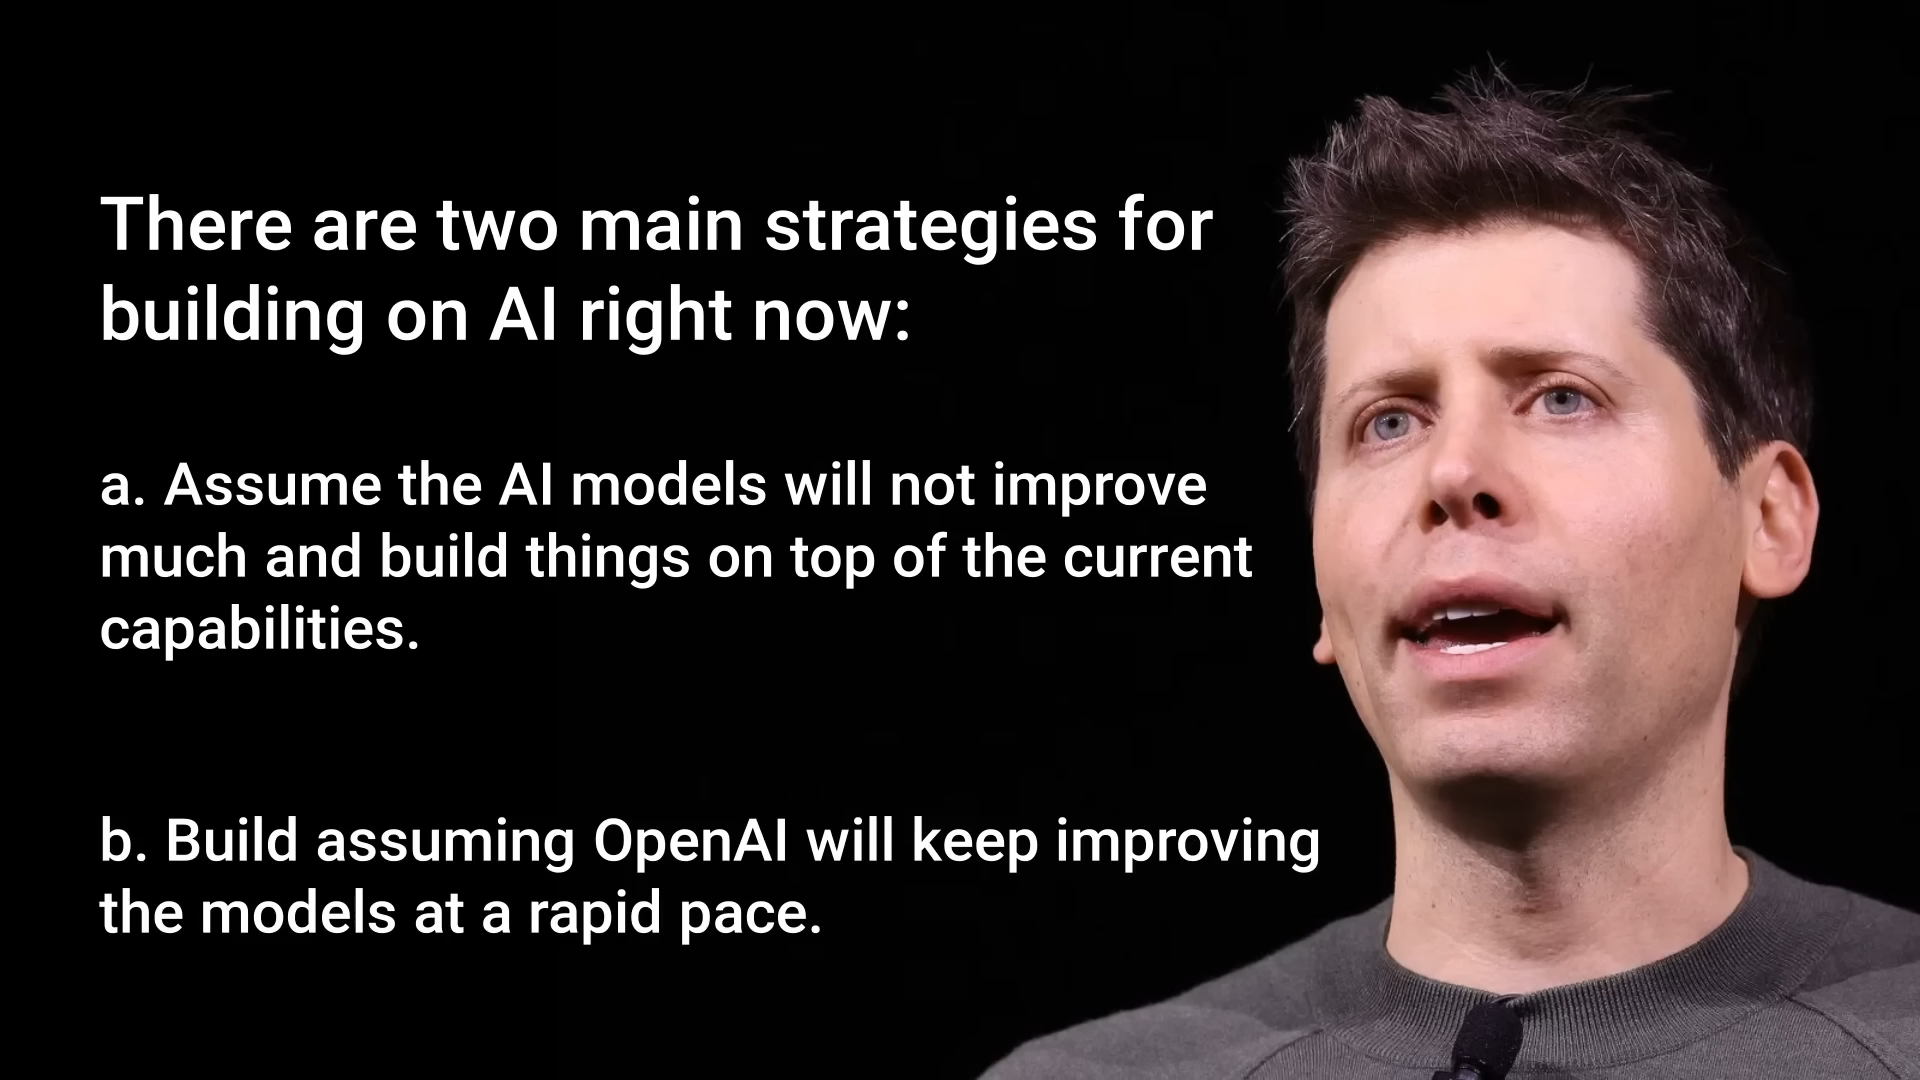 There are two main strategies for
building on AI right now:
a. Assume the AI models will not improve
much and build things on top of the current
capabilities.
b. Build assuming OpenAI will keep improving
the models at a rapid pace.